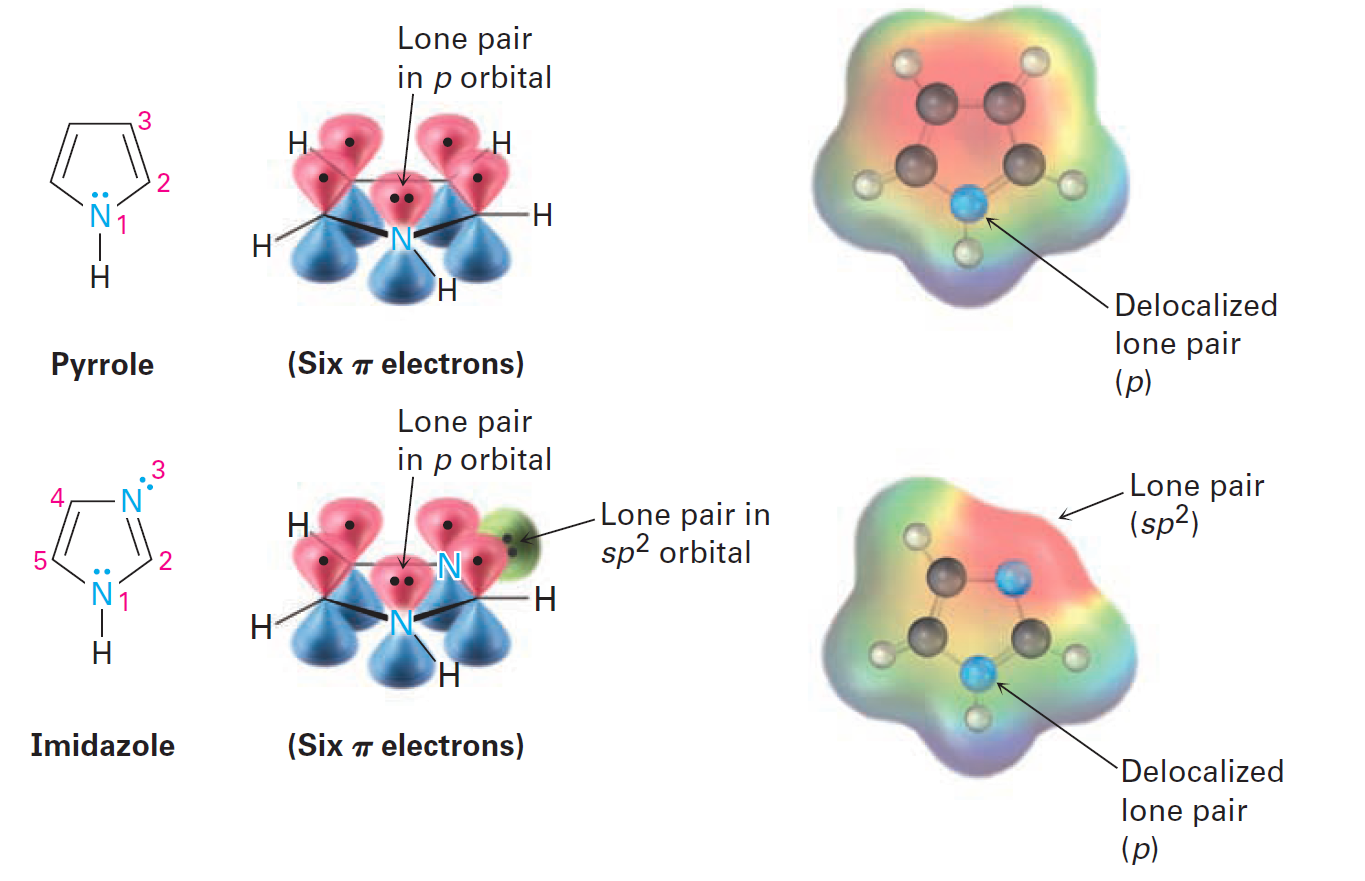 Lone pair
in p orbital
3
2
N
1
H
H
H
H
H
N
H
Delocalized
lone pair
(p)
Pyrrole
(Six π electrons)
Lone pair
in p orbital
3
4
N
5
2
N
1
H
H
N
H
H
N
H
Lone pair in
sp² orbital
Lone pair
(sp²)
Imidazole
(Six π electrons)
Delocalized
lone pair
(p)